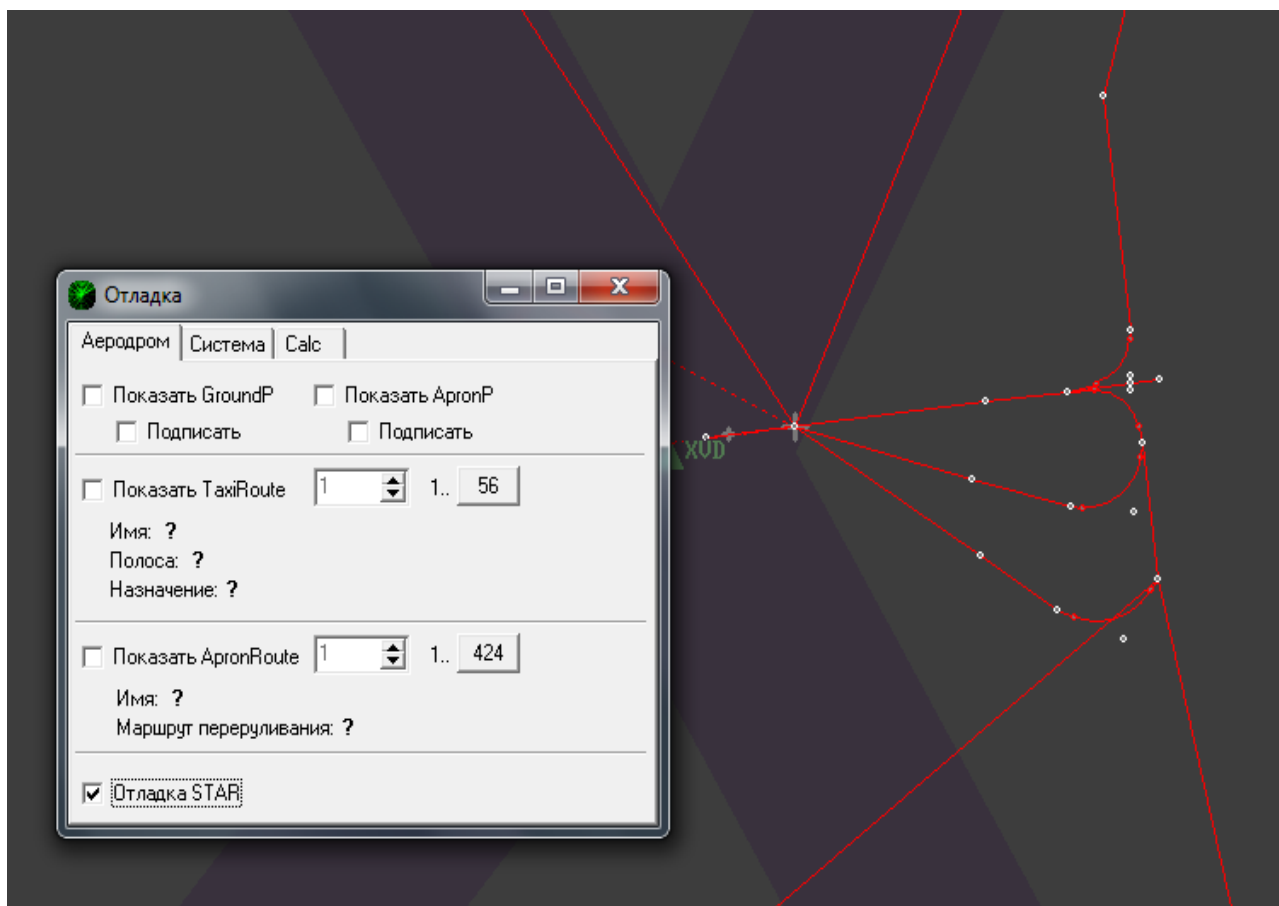 Отладка
Аеродром Система Calc
Показать GroundP Показать ApronP
Подписать Подписать
Показать TaxiRoute 1 1.. 56
Имя: ?
Полоса: ?
Назначение: ?
Показать ApronRoute 1 1.. 424
Имя: ?
Маршрут переруливания: ?
Отладка STAR
XVD